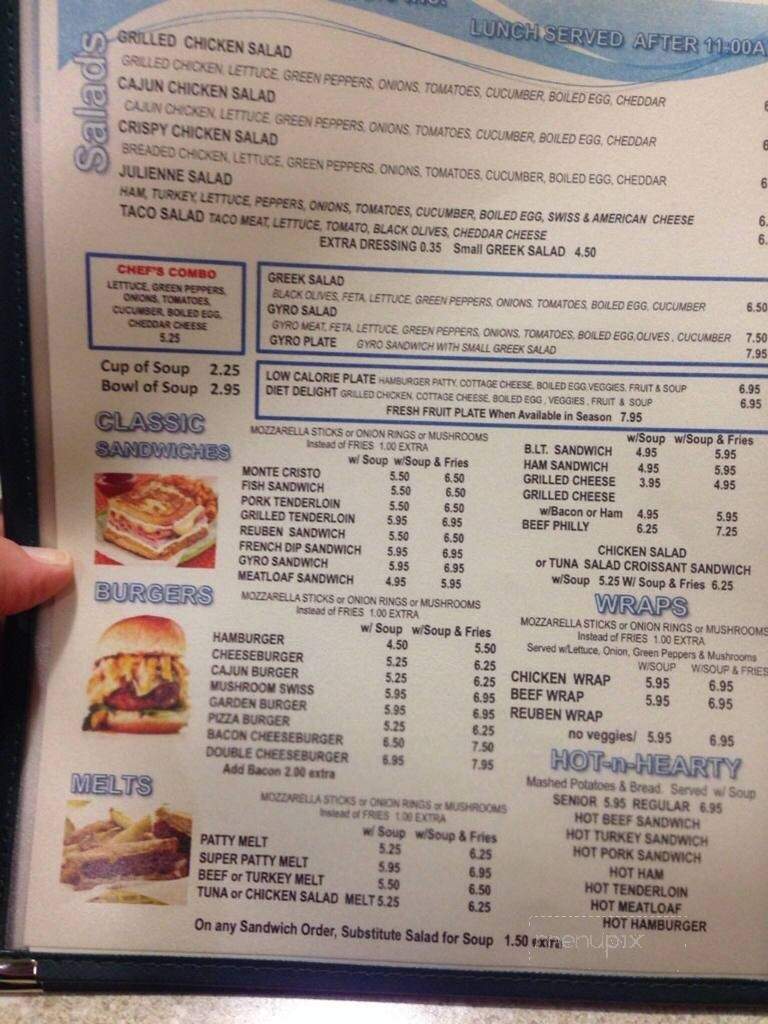 LUNCH SERVED AFTER 11:00A
Salads
GRILLED CHICKEN SALAD
GRILLED CHICKEN, LETTUCE, GREEN PEPPERS, ONIONS, TOMATOES, CUCUMBER, BOILED EGG, CHEDDAR
CAJUN CHICKEN SALAD
CAJUN CHICKEN, LETTUCE, GREEN PEPPERS, ONIONS, TOMATOES, CUCUMBER, BOILED EGG, CHEDDAR
CRISPY CHICKEN SALAD
BREADED CHICKEN, LETTUCE, GREEN PEPPERS, ONIONS, TOMATOES, CUCUMBER, BOILED EGG, CHEDDAR
JULIENNE SALAD
HAM, TURKEY, LETTUCE, PEPPERS, ONIONS, TOMATOES, CUCUMBER, BOILED EGG, SWISS & AMERICAN CHEESE
TACO SALAD TACO MEAT, LETTUCE, TOMATO, BLACK OLIVES, CHEDDAR CHEESE
EXTRA DRESSING 0.35 Small GREEK SALAD 4.50
CHEF'S COMBO
LETTUCE, GREEN PEPPERS,
ONIONS, TOMATOES,
CUCUMBER, BOILED EGG,
CHEDDAR CHEESE
5.25
GREEK SALAD
BLACK OLIVES, FETA, LETTUCE, GREEN PEPPERS, ONIONS, TOMATOES, BOILED EGG, CUCUMBER 6.50
GYRO SALAD
GYRO MEAT, FETA, LETTUCE, GREEN PEPPERS, ONIONS, TOMATOES, BOILED EGG,OLIVES , CUCUMBER 7.50
GYRO PLATE GYRO SANDWICH WITH SMALL GREEK SALAD 7.95
Cup of Soup 2.25
Bowl of Soup 2.95
LOW CALORIE PLATE HAMBURGER PATTY, COTTAGE CHEESE, BOILED EGG,VEGGIES, FRUIT & SOUP 6.95
DIET DELIGHT GRILLED CHICKEN, COTTAGE CHEESE, BOILED EGG , VEGGIES , FRUIT & SOUP 6.95
FRESH FRUIT PLATE When Available in Season 7.95
CLASSIC
SANDWICHES
MOZZARELLA STICKS or ONION RINGS or MUSHROOMS
Instead of FRIES 1.00 EXTRA
w/ Soup w/Soup & Fries
MONTE CRISTO 5.50 6.50
FISH SANDWICH 5.50 6.50
PORK TENDERLOIN 5.50 6.50
GRILLED TENDERLOIN 5.95 6.95
REUBEN SANDWICH 5.50 6.50
FRENCH DIP SANDWICH 5.95 6.95
GYRO SANDWICH 5.95 6.95
MEATLOAF SANDWICH 4.95 5.95
w/Soup w/Soup & Fries
B.LT. SANDWICH 4.95 5.95
HAM SANDWICH 4.95 5.95
GRILLED CHEESE 3.95 4.95
GRILLED CHEESE
w/Bacon or Ham 4.95 5.95
BEEF PHILLY 6.25 7.25
CHICKEN SALAD
or TUNA SALAD CROISSANT SANDWICH
w/Soup 5.25 W/ Soup & Fries 6.25
BURGERS
MOZZARELLA STICKS or ONION RINGS or MUSHROOMS
Instead of FRIES 1.00 EXTRA
w/ Soup w/Soup & Fries
HAMBURGER 4.50 5.50
CHEESEBURGER 5.25 6.25
CAJUN BURGER 5.25 6.25
MUSHROOM SWISS 5.95 6.95
GARDEN BURGER 5.95 6.95
PIZZA BURGER 5.25 6.25
BACON CHEESEBURGER 6.50 7.50
DOUBLE CHEESEBURGER 6.95 7.95
Add Bacon 2.00 extra
WRAPS
MOZZARELLA STICKS or ONION RINGS or MUSHROOMS
Instead of FRIES 1.00 EXTRA
Served w/Lettuce, Onion, Green Peppers & Mushrooms
W/SOUP W/SOUP & FRIES
CHICKEN WRAP 5.95 6.95
BEEF WRAP 5.95 6.95
REUBEN WRAP
no veggies/ 5.95 6.95
HOT-n-HEARTY
Mashed Potatoes & Bread. Served w/ Soup
SENIOR 5.95 REGULAR 6.95
HOT BEEF SANDWICH
HOT TURKEY SANDWICH
HOT PORK SANDWICH
HOT HAM
HOT TENDERLOIN
HOT MEATLOAF
HOT HAMBURGER
MELTS
MOZZARELLA STICKS or ONION RINGS or MUSHROOMS
Instead of FRIES 1.00 EXTRA
w/ Soup w/Soup & Fries
PATTY MELT 5.25 6.25
SUPER PATTY MELT 5.95 6.95
BEEF or TURKEY MELT 5.50 6.50
TUNA or CHICKEN SALAD MELT 5.25 6.25
On any Sandwich Order, Substitute Salad for Soup 1.50 extra
menupix